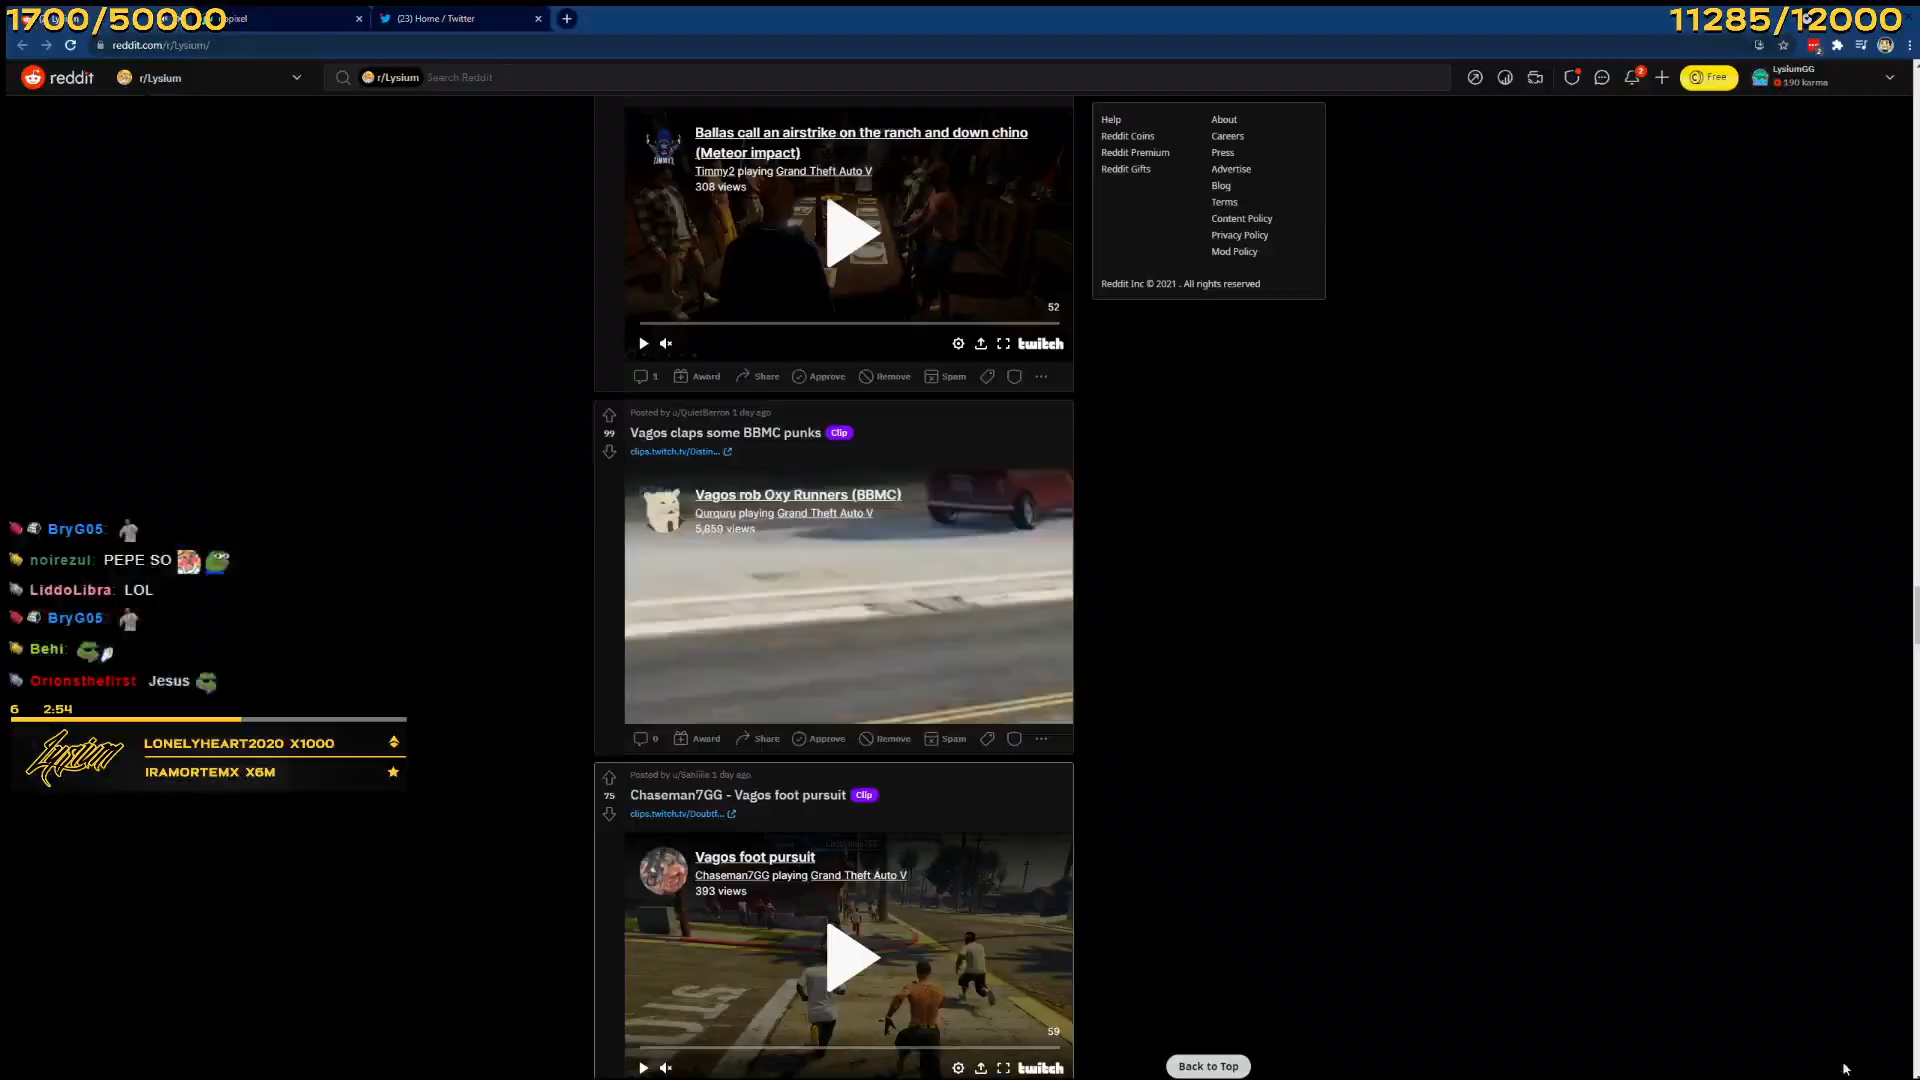 1700/50000
11285/12000
opixel
(23) Home / Twitter
reddit.com/r/Lysium/
reddit
r/Lysium
r/Lysium
Search Reddit
2
Free
LysiumGG
190 karma
Ballas call an airstrike on the ranch and down chino
(Meteor impact)
Timmy2 playing Grand Theft Auto V
308 views
52
twitch
1
Award
Share
Approve
Remove
Spam
Help
About
Reddit Coins
Careers
Reddit Premium
Press
Reddit Gifts
Advertise
Blog
Terms
Content Policy
Privacy Policy
Mod Policy
Reddit Inc © 2021 . All rights reserved
Posted by u/QuietBarron 1 day ago
99
Vagos claps some BBMC punks
Clip
clips.twitch.tv/Distin...
Vagos rob Oxy Runners (BBMC)
Qurquru playing Grand Theft Auto V
5,859 views
0
Award
Share
Approve
Remove
Spam
BryG05:
noirezul: PEPE SO
LiddoLibra: LOL
BryG05:
Behi:
Orionsthefirst Jesus
6 2:54
Lysium
LONELYHEART2020 X1000
IRAMORTEMX X6M
Posted by u/Sahiiiie 1 day ago
75
Chaseman7GG - Vagos foot pursuit
Clip
clips.twitch.tv/Doubtf...
Vagos foot pursuit
Chaseman7GG playing Grand Theft Auto V
393 views
59
twitch
Back to Top